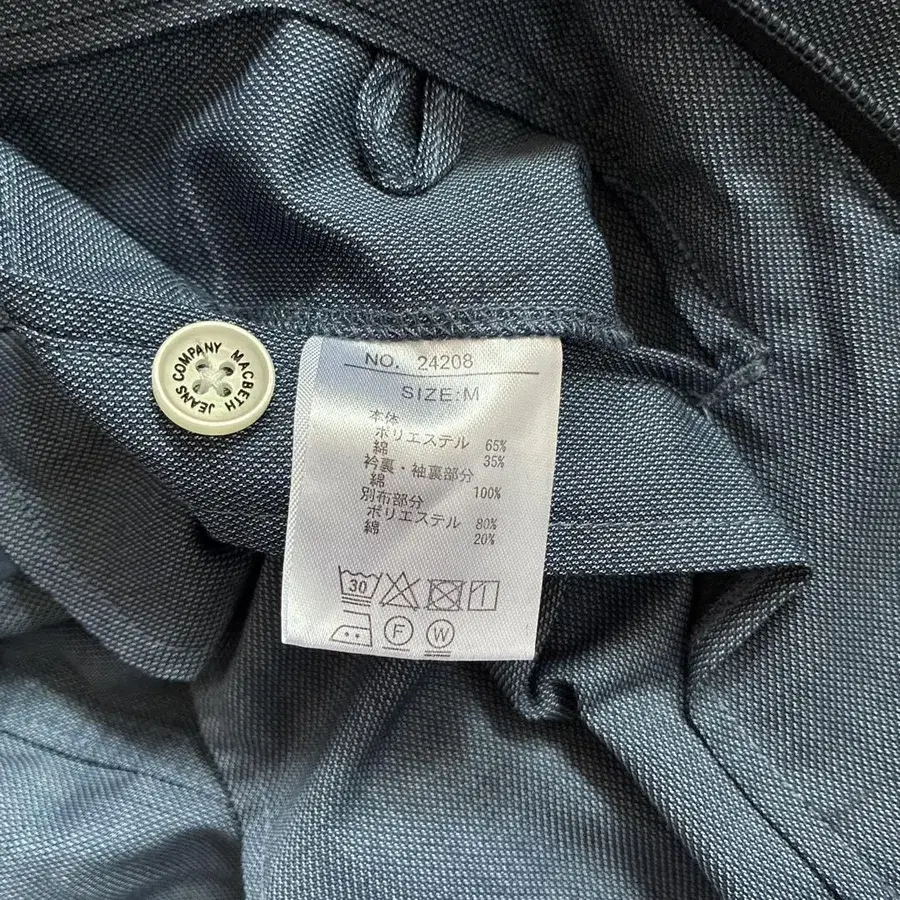 COMPANY MACBETH JEANS
NO. 24208
SIZE:M
本体
ポリエステル 65%
綿 35%
衿裏・袖裏部分
綿 100%
別布部分
ポリエステル 80%
綿 20%
30
F W